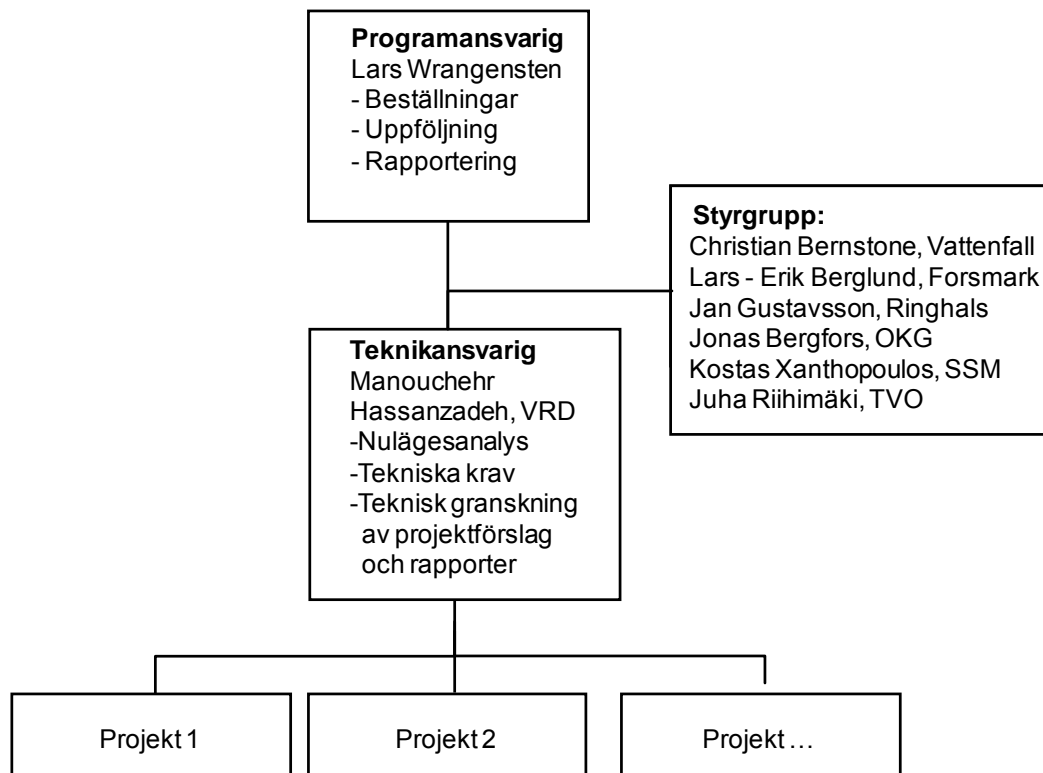 Programansvarig
Lars Wrangensten
- Beställningar
- Uppföljning
- Rapportering
Styrgrupp:
Christian Bernstone, Vattenfall
Lars - Erik Berglund, Forsmark
Jan Gustavsson, Ringhals
Jonas Bergfors, OKG
Kostas Xanthopoulos, SSM
Juha Riihimäki, TVO
Teknikansvarig
Manouchehr
Hassanzadeh, VRD
-Nulägesanalys
-Tekniska krav
-Teknisk granskning
av projektförslag
och rapporter
Projekt 1
Projekt 2
Projekt …